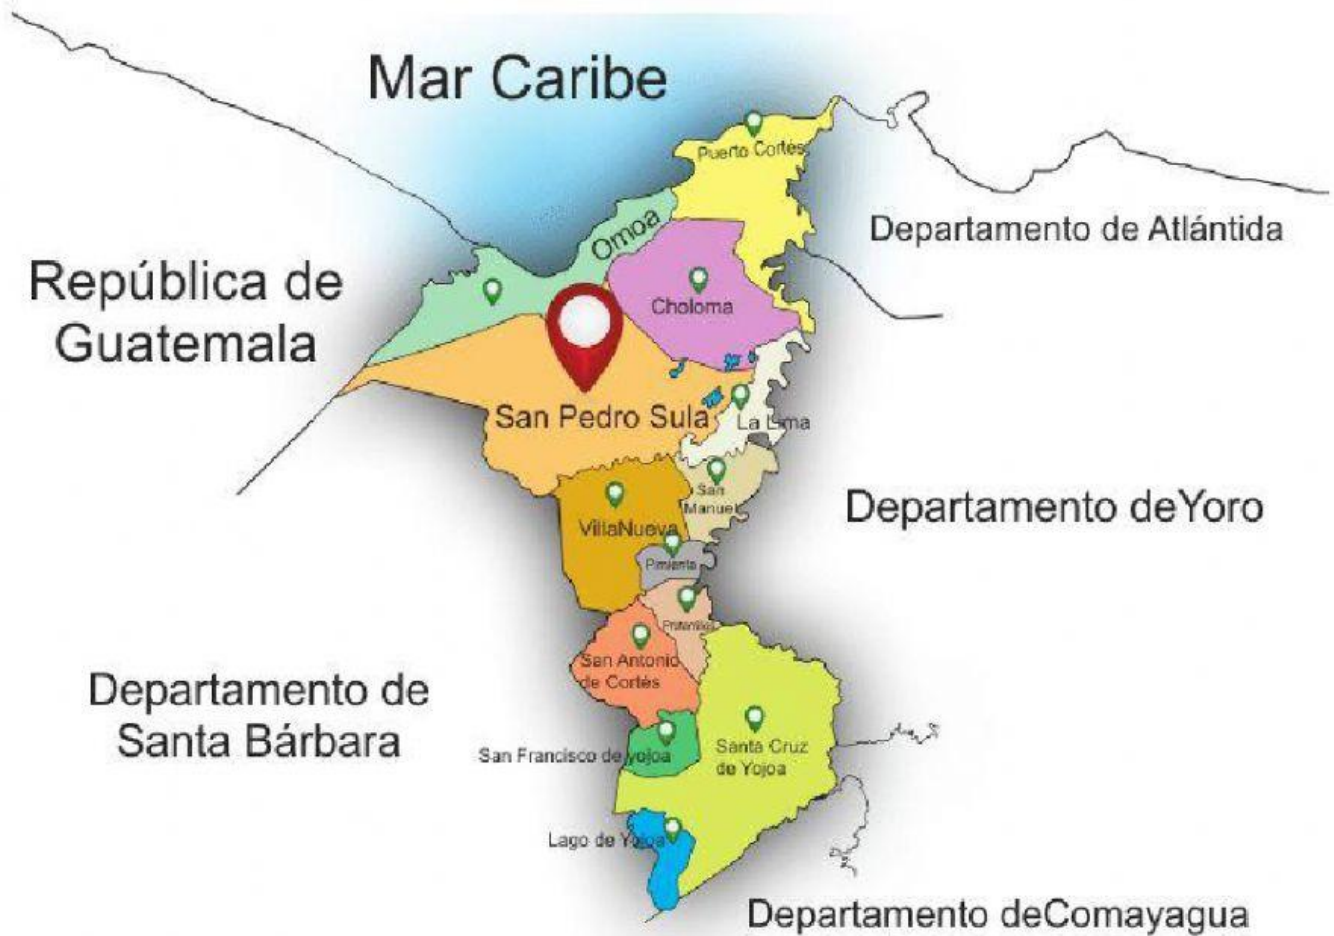 Mar Caribe
Puerto Cortés
Departamento de Atlántida
Omoa
República de
Guatemala
Choloma
San Pedro Sula
La Lima
San
Manuel
Departamento deYoro
VillaNueva
Pimienta
San Antonio
de Cortés
Departamento de
Santa Bárbara
San Francisco de yojoa
Santa Cruz
de Yojoa
Lago de Yojoa
Departamento deComayagua